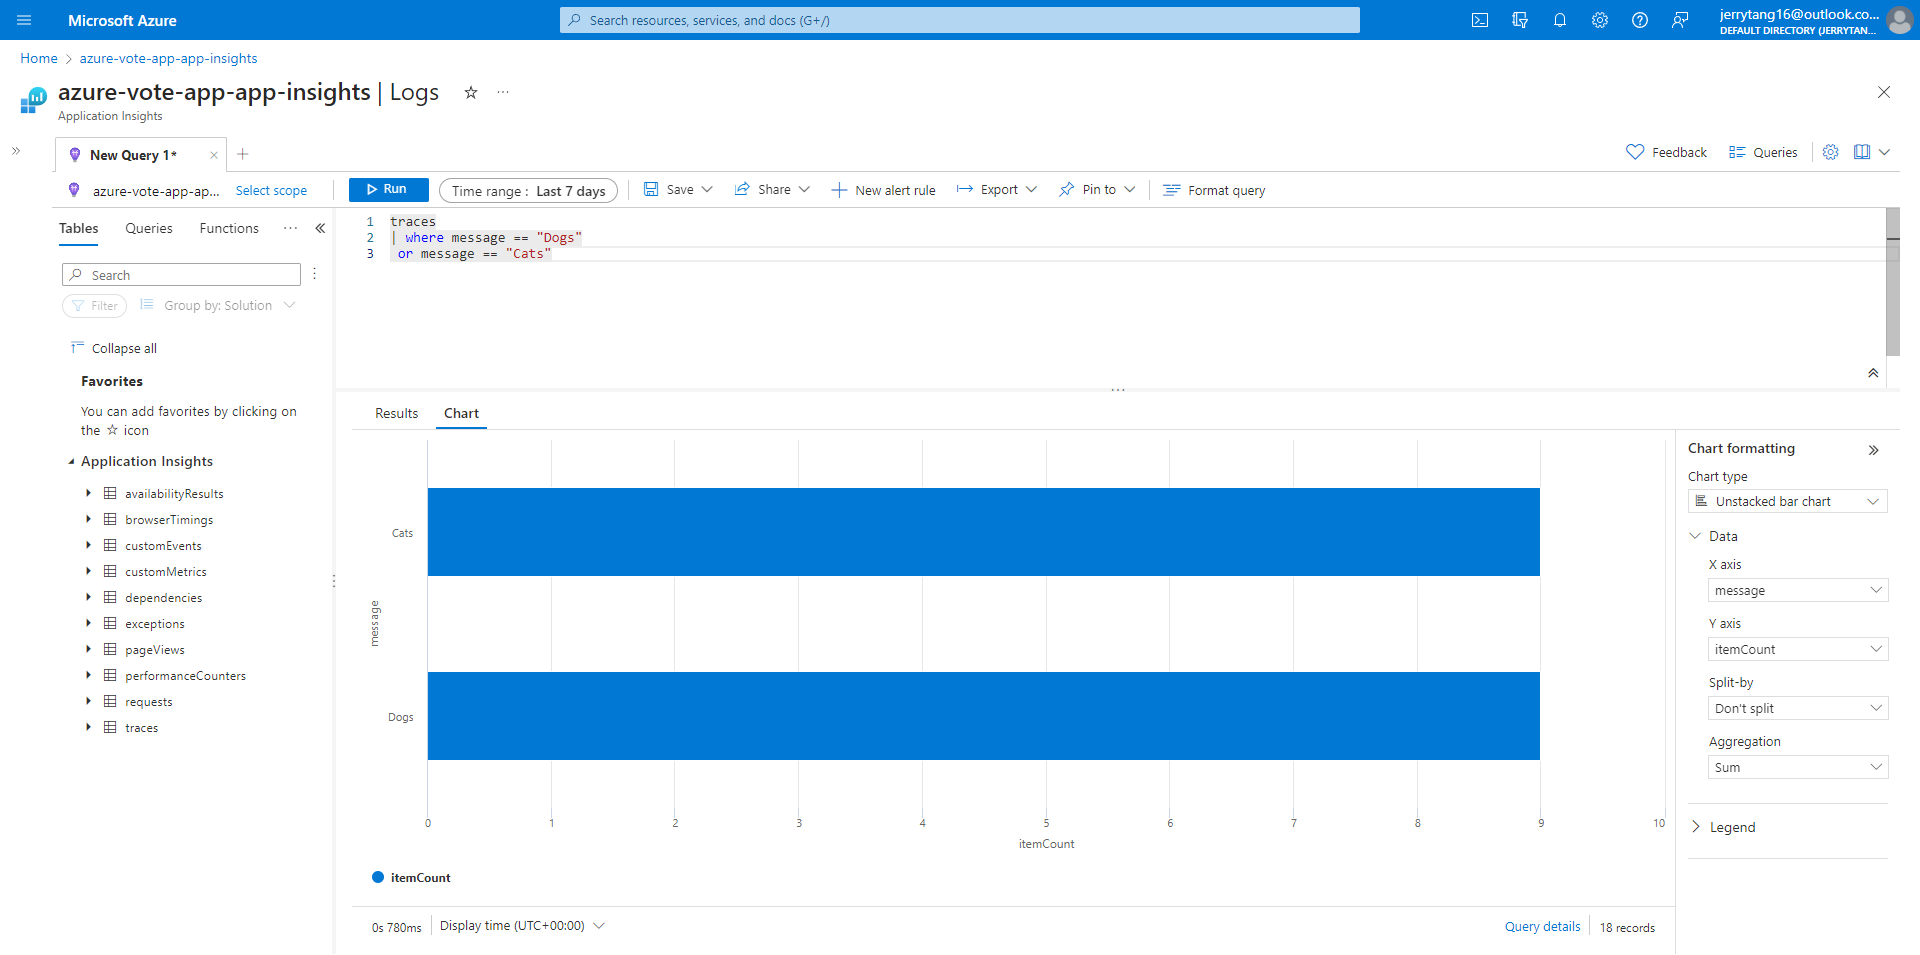 Microsoft Azure
Search resources, services, and docs (G+/)
jerrytang16@outlook.co...
DEFAULT DIRECTORY (JERRYTAN...
Home
azure-vote-app-app-insights
azure-vote-app-app-insights | Logs
...
Application Insights
New Query 1*
Feedback
Queries
azure-vote-app-ap...
Select scope
Run
Time range : Last 7 days
Save
Share
New alert rule
Export
Pin to
Format query
Tables
Queries
Functions
...
1 traces
2 | where message == "Dogs"
3 or message == "Cats"
Search
Filter
Group by: Solution
Collapse all
Favorites
You can add favorites by clicking on
the ☆ icon
Application Insights
availabilityResults
browserTimings
customEvents
customMetrics
dependencies
exceptions
pageViews
performanceCounters
requests
traces
Results
Chart
Cats
message
Dogs
0 1 2 3 4 5 6 7 8 9 10
itemCount
itemCount
0s 780ms
Display time (UTC+00:00)
Query details
18 records
Chart formatting
Chart type
Unstacked bar chart
Data
X axis
message
Y axis
itemCount
Split-by
Don't split
Aggregation
Sum
Legend